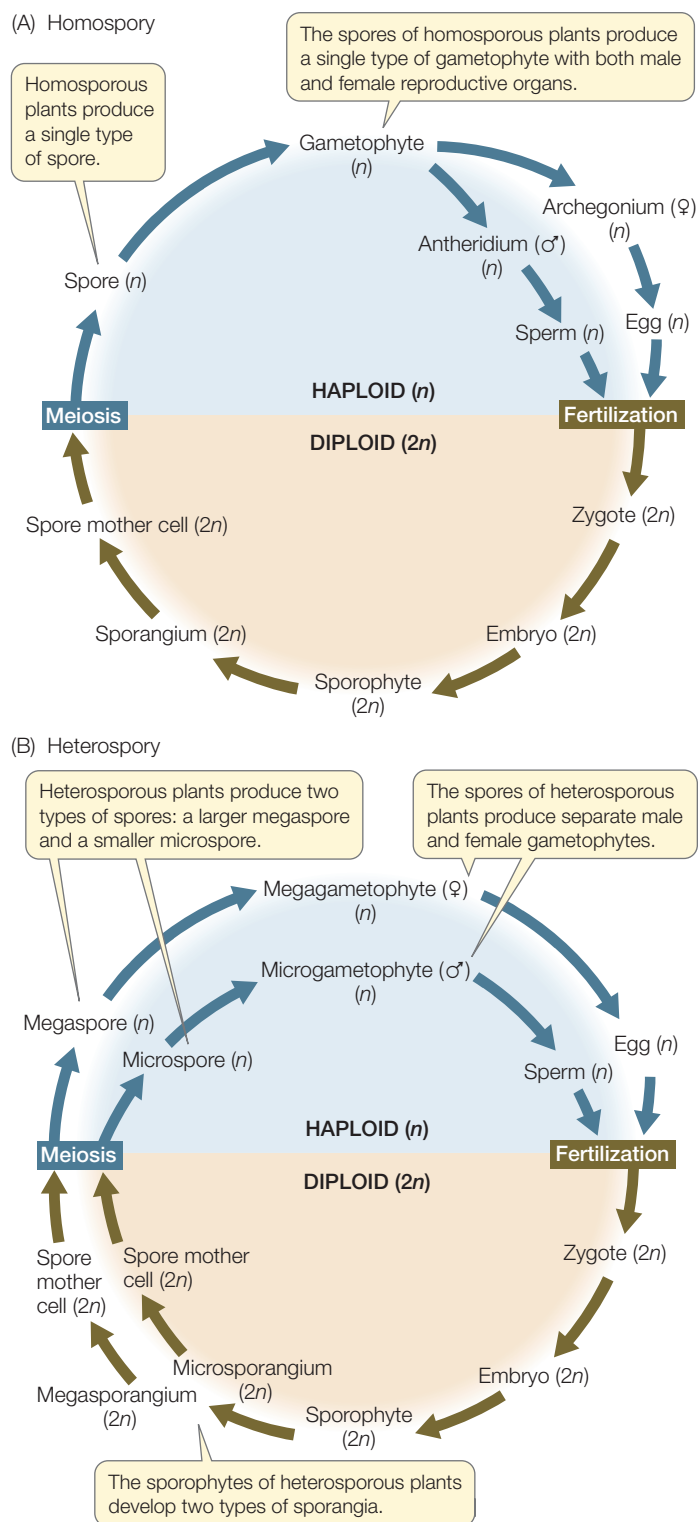 (A) Homospory
The spores of homosporous plants produce
a single type of gametophyte with both male
and female reproductive organs.
Homosporous
plants produce
a single type
of spore.
Gametophyte
(n)
Archegonium (♀)
(n)
Antheridium (♂)
(n)
Spore (n)
Egg (n)
Sperm (n)
HAPLOID (n)
Meiosis
Fertilization
DIPLOID (2n)
Zygote (2n)
Spore mother cell (2n)
Sporangium (2n)
Embryo (2n)
Sporophyte
(2n)
(B) Heterospory
Heterosporous plants produce two
types of spores: a larger megaspore
and a smaller microspore.
The spores of heterosporous
plants produce separate male
and female gametophytes.
Megagametophyte (♀)
(n)
Microgametophyte (♂)
(n)
Megaspore (n)
Microspore (n)
Egg (n)
Sperm (n)
HAPLOID (n)
Meiosis
Fertilization
DIPLOID (2n)
Zygote (2n)
Spore
mother
cell (2n)
Spore mother
cell (2n)
Microsporangium
(2n)
Megasporangium
(2n)
Embryo (2n)
Sporophyte
(2n)
The sporophytes of heterosporous plants
develop two types of sporangia.